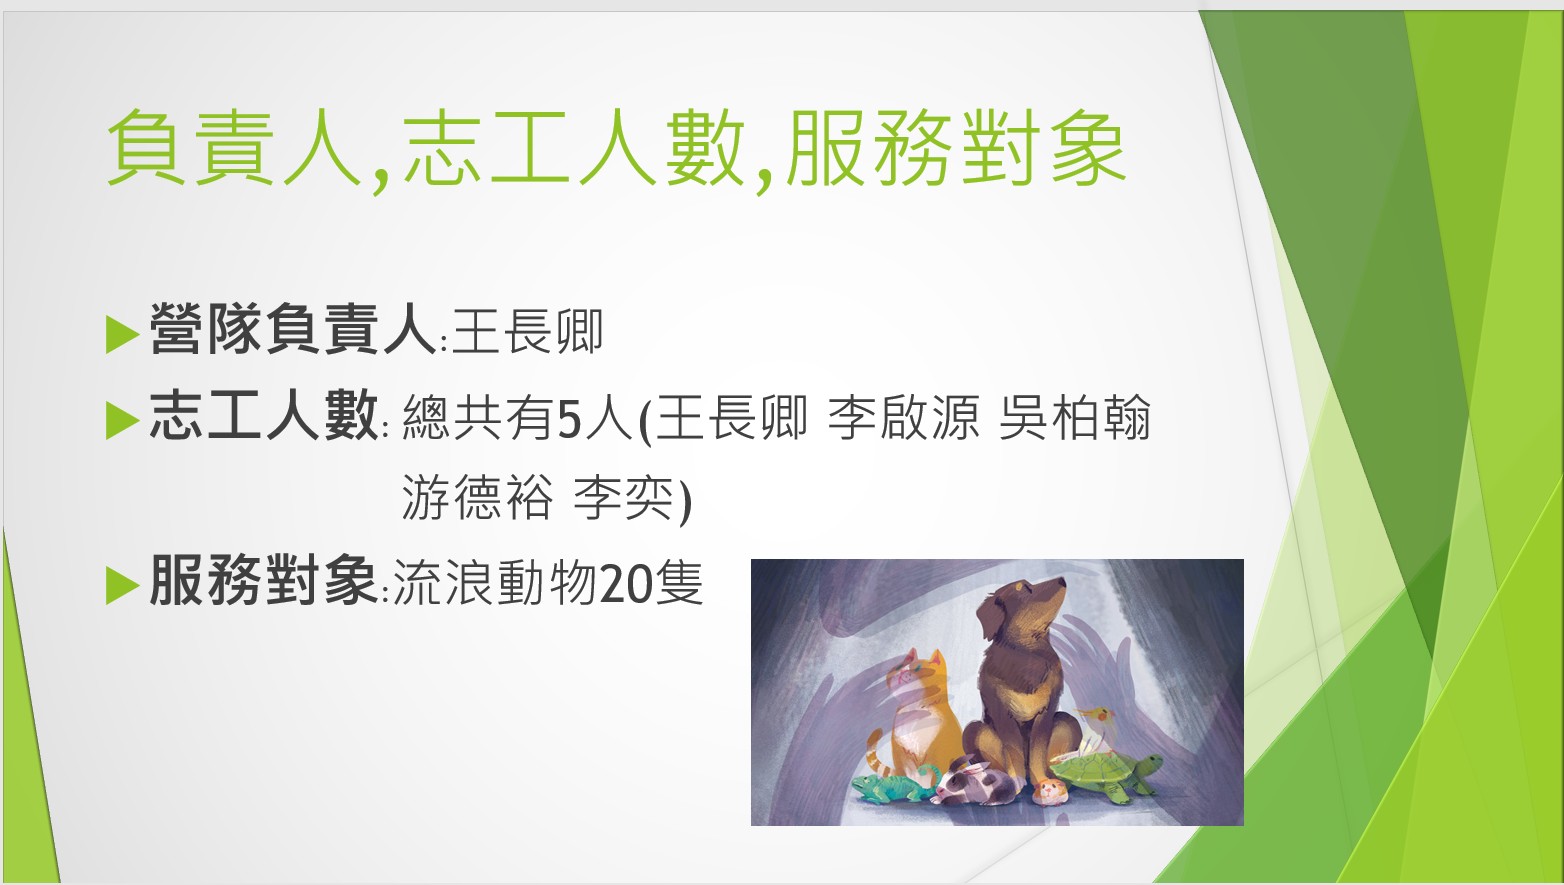 負責人,志工人數,服務對象
營隊負責人:王長卿
志工人數: 總共有5人(王長卿 李啟源 吳柏翰
游德裕 李奕)
服務對象:流浪動物20隻